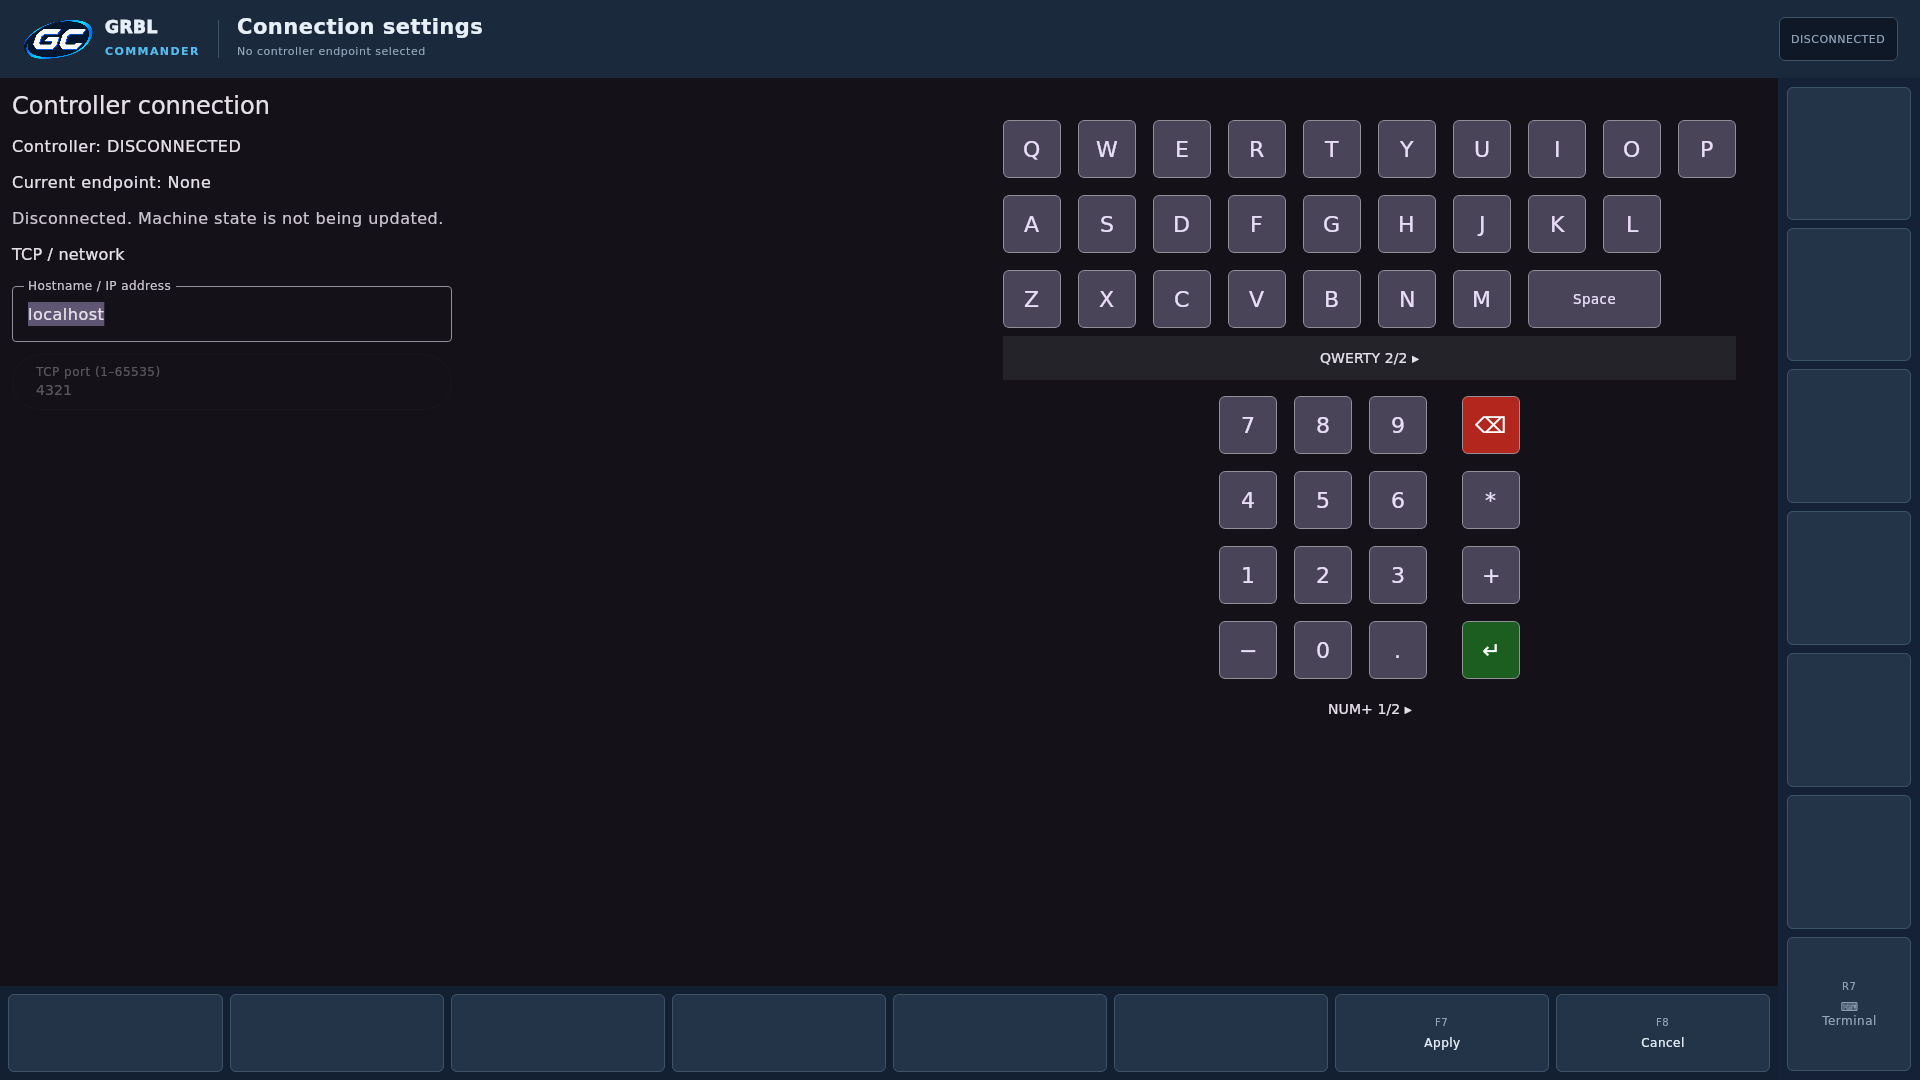 GC
GRBL
COMMANDER
Connection settings
No controller endpoint selected
DISCONNECTED
Controller connection
Controller: DISCONNECTED
Current endpoint: None
Disconnected. Machine state is not being updated.
TCP / network
Hostname / IP address
localhost
TCP port (1–65535)
4321
Q W E R T Y U I O P
A S D F G H J K L
Z X C V B N M Space
QWERTY 2/2 ▸
7 8 9 ⌫
4 5 6 *
1 2 3 +
− 0 . ↵
NUM+ 1/2 ▸
F7
Apply
F8
Cancel
R7
⌨
Terminal